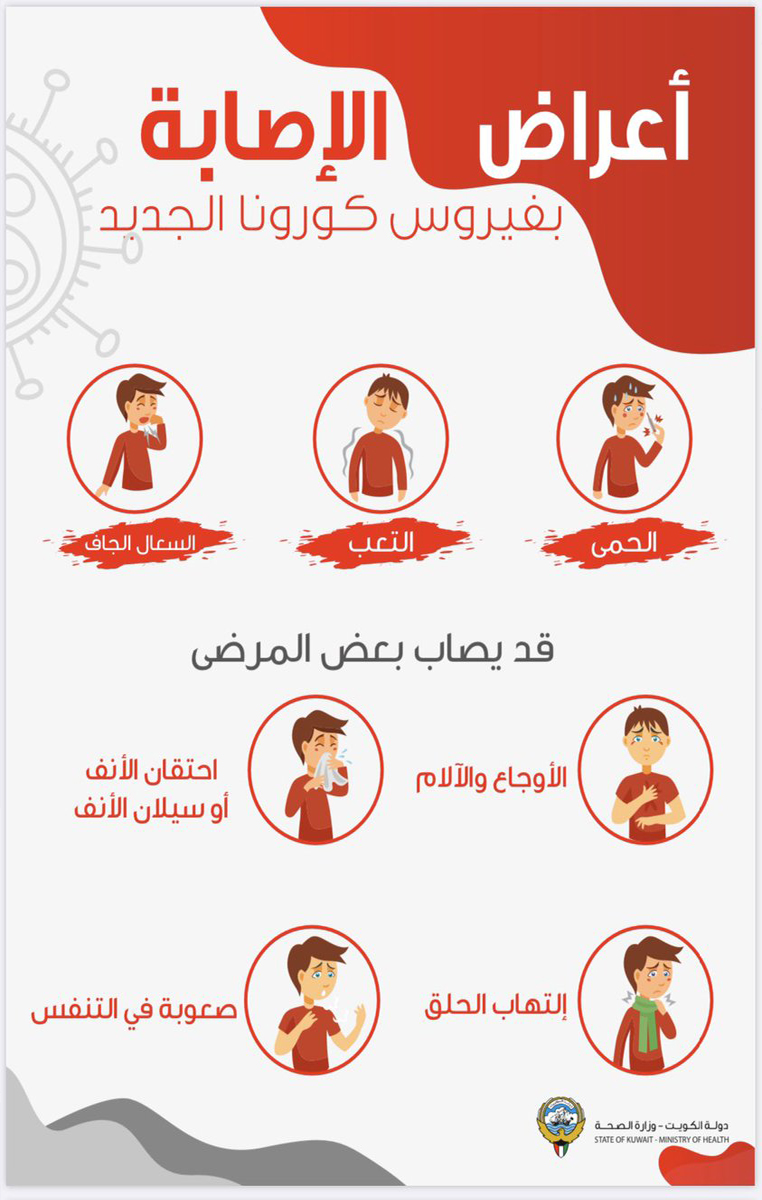 أعراض الإصابة
بفيروس كورونا الجديد
الحمى
التعب
السعال الجاف
قد يصاب بعض المرضى
الأوجاع والآلام
احتقان الأنف
أو سيلان الأنف
إلتهاب الحلق
صعوبة في التنفس
دولة الكويت - وزارة الصحة
STATE OF KUWAIT - MINISTRY OF HEALTH